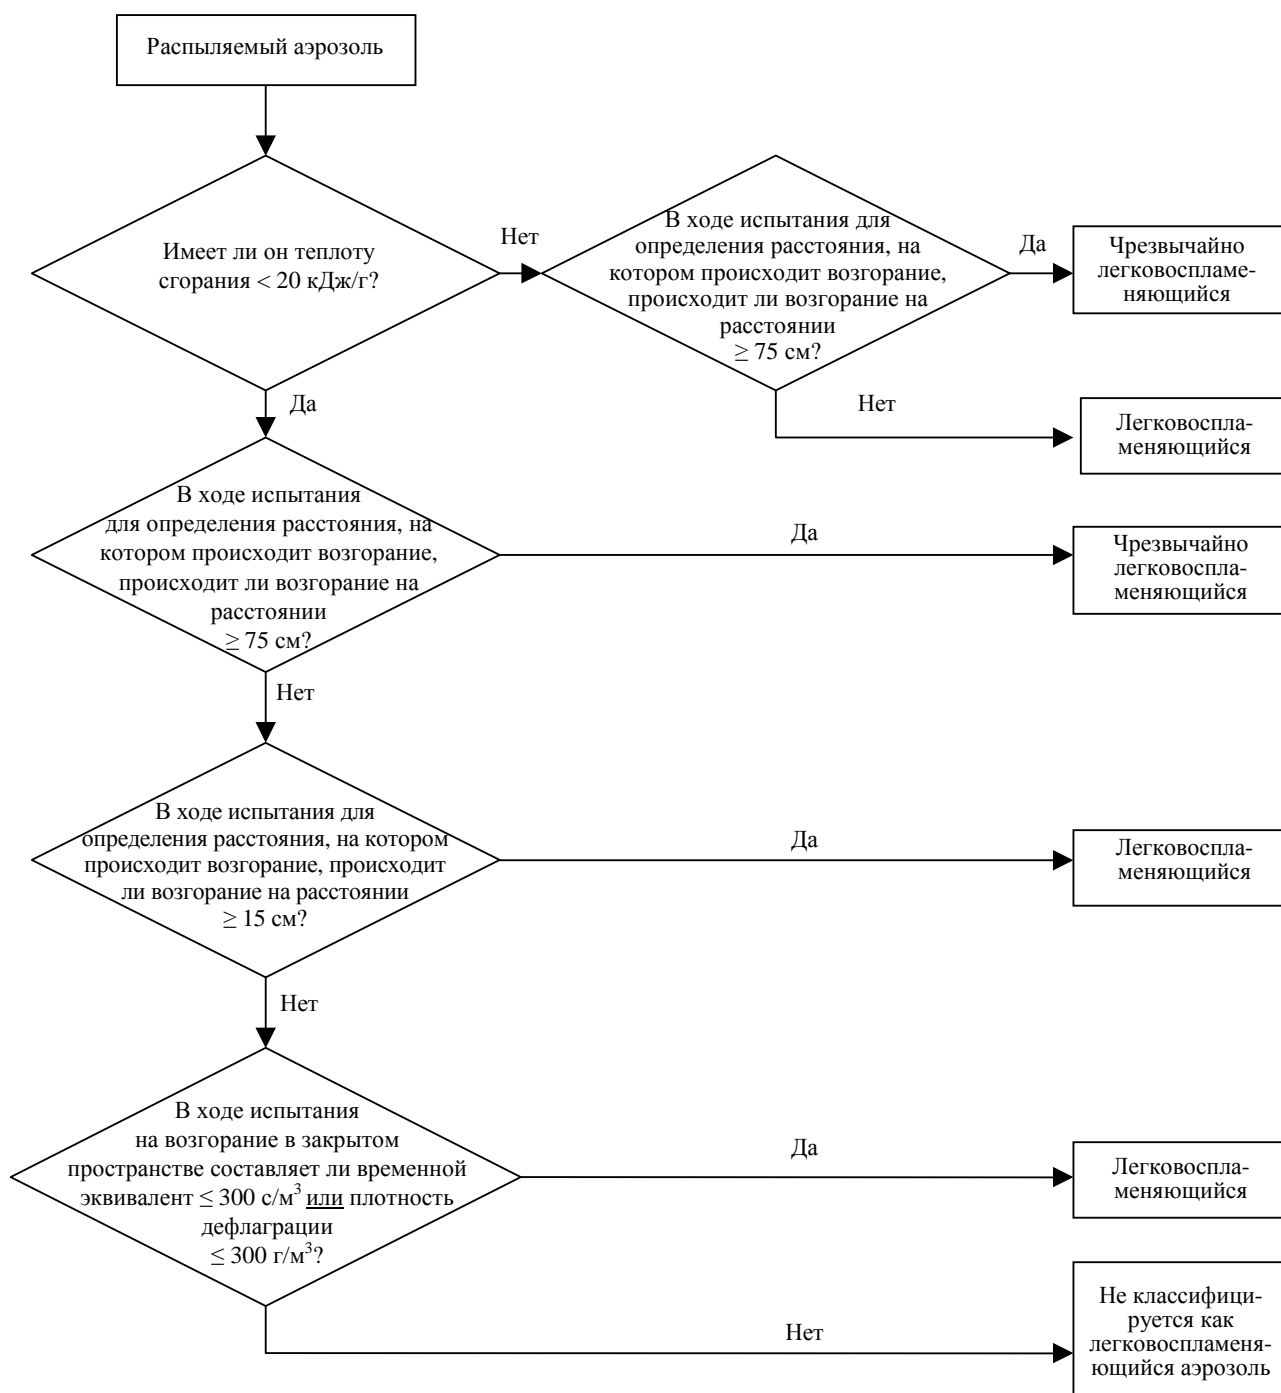 Распыляемый аэрозоль
Имеет ли он теплоту
сгорания < 20 кДж/г?
Нет
В ходе испытания для
определения расстояния, на
котором происходит возгорание,
происходит ли возгорание на
расстоянии
≥ 75 см?
Да
Чрезвычайно
легковоспламе-
няющийся
Нет
Легковоспла-
меняющийся
Да
В ходе испытания
для определения расстояния, на
котором происходит возгорание,
происходит ли возгорание на
расстоянии
≥ 75 см?
Да
Чрезвычайно
легковоспла-
меняющийся
Нет
В ходе испытания для
определения расстояния, на котором
происходит возгорание, происходит
ли возгорание на расстоянии
≥ 15 см?
Да
Легковоспла-
меняющийся
Нет
В ходе испытания
на возгорание в закрытом
пространстве составляет ли временной
эквивалент ≤ 300 с/м³ или плотность
дефлаграции
≤ 300 г/м³?
Да
Легковоспла-
меняющийся
Нет
Не классифици-
руется как
легковоспламеня-
ющийся аэрозоль